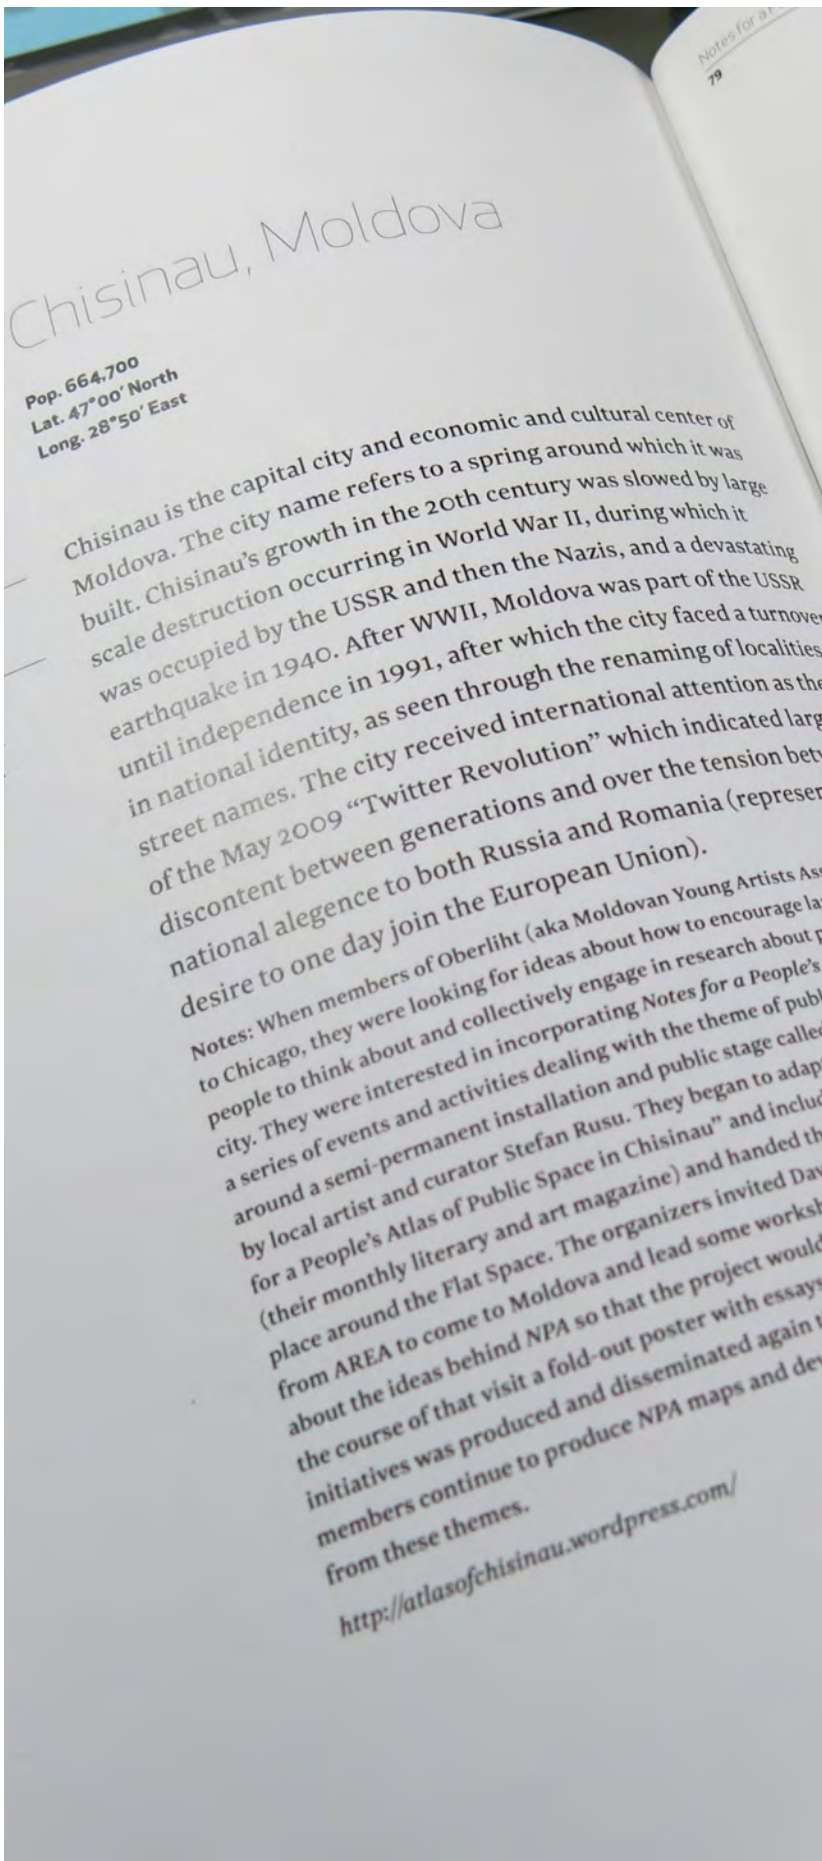 Notes for a
79
Chisinau, Moldova
Pop. 664,700
Lat. 47°00' North
Long. 28°50' East
Chisinau is the capital city and economic and cultural center of
Moldova. The city name refers to a spring around which it was
built. Chisinau's growth in the 20th century was slowed by large
scale destruction occurring in World War II, during which it
was occupied by the USSR and then the Nazis, and a devastating
earthquake in 1940. After WWII, Moldova was part of the USSR
until independence in 1991, after which the city faced a turnover
in national identity, as seen through the renaming of localities
street names. The city received international attention as the
of the May 2009 “Twitter Revolution” which indicated
discontent between generations and over the tension
national alegence to both Russia and Romania
desire to one day join the European Union).
Notes: When members of Oberliht (aka Moldovan Young Artists
to Chicago, they were looking for ideas about how to encourage
people to think about and collectively engage in research about
city. They were interested in incorporating Notes for a People's
a series of events and activities dealing with the theme of
around a semi-permanent installation and public stage called
by local artist and curator Stefan Rusu. They began to
for a People's Atlas of Public Space in Chisinau” and
(their monthly literary and art magazine) and handed
place around the Flat Space. The organizers invited
from AREA to come to Moldova and lead some
about the ideas behind NPA so that the project would
the course of that visit a fold-out poster with essays
initiatives was produced and disseminated again
members continue to produce NPA maps and
from these themes.
http://atlasofchisinau.wordpress.com/